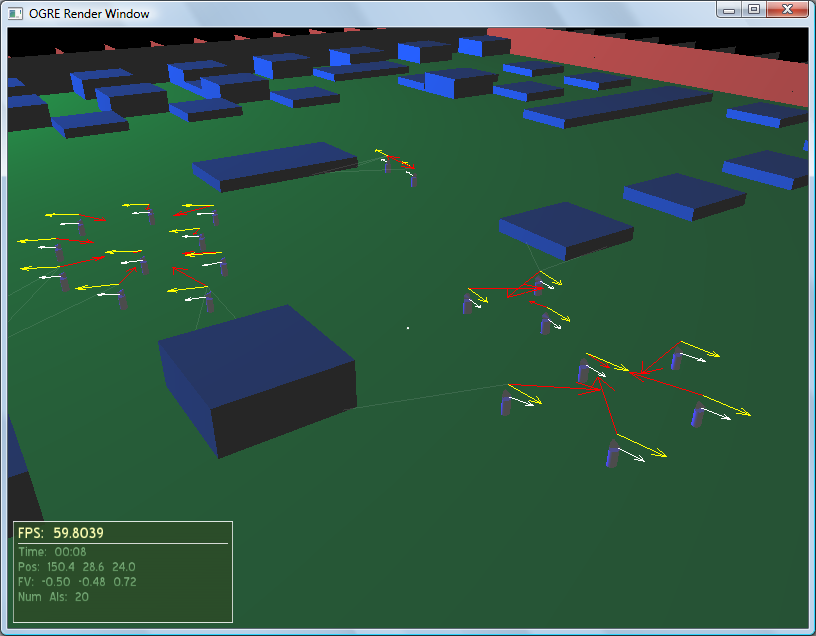 OGRE Render Window
FPS: 59.8039
Time: 00:08
Pos: 150.4 28.6 24.0
FV: -0.50 -0.48 0.72
Num AIs: 20